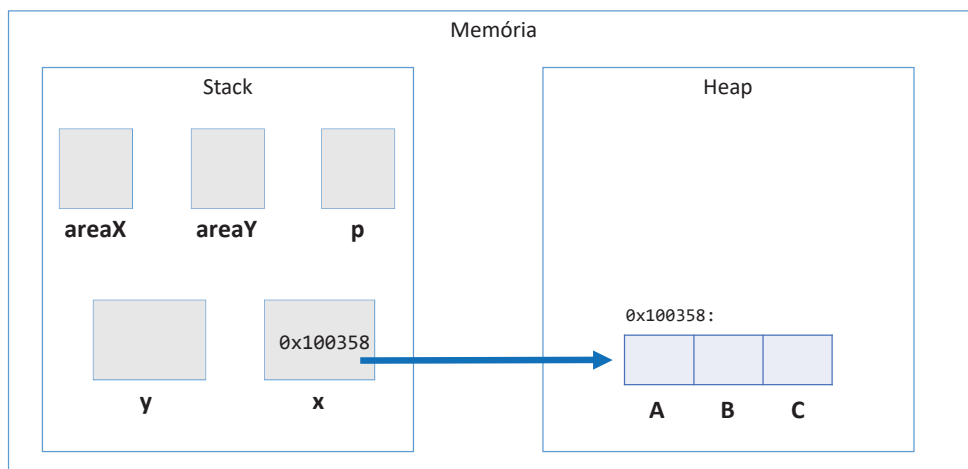 Memória
Stack
Heap
areaX
areaY
p
0x100358
0x100358:
y
x
A
B
C